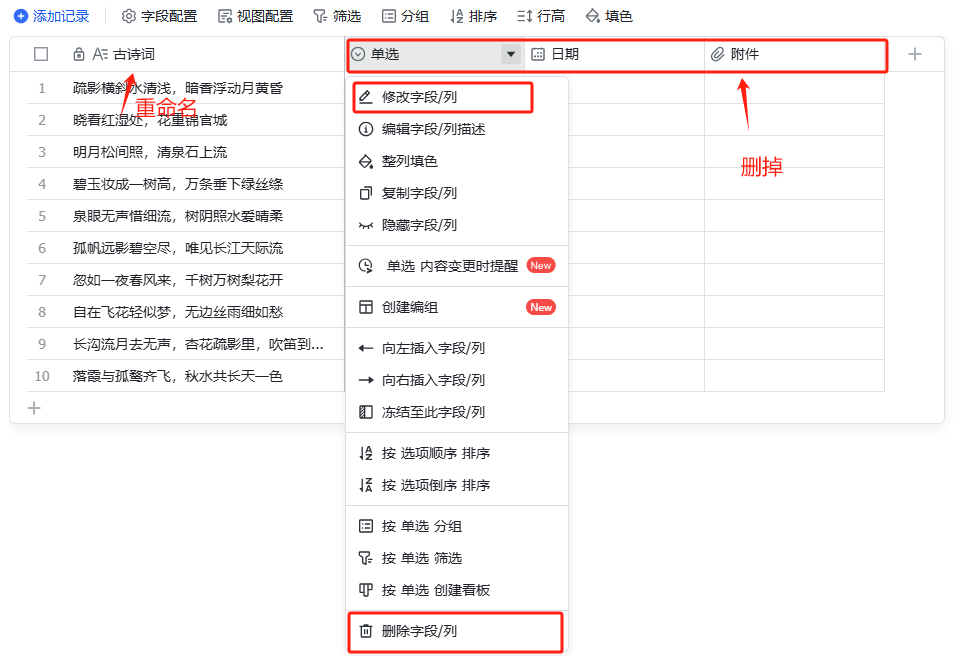 添加记录 字段配置 视图配置 筛选 分组 排序 行高 填色
古诗词 单选 日期 附件
1 疏影横斜水清浅，暗香浮动月黄昏
重命名
2 晓看红湿处，花重锦官城
3 明月松间照，清泉石上流
4 碧玉妆成一树高，万条垂下绿丝绦
5 泉眼无声惜细流，树阴照水爱晴柔
6 孤帆远影碧空尽，唯见长江天际流
7 忽如一夜春风来，千树万树梨花开
8 自在飞花轻似梦，无边丝雨细如愁
9 长沟流月去无声，杏花疏影里，吹笛到...
10 落霞与孤鹜齐飞，秋水共长天一色
修改字段/列
编辑字段/列描述
整列填色
复制字段/列
隐藏字段/列
单选 内容变更时提醒 New
创建编组 New
向左插入字段/列
向右插入字段/列
冻结至此字段/列
按 选项顺序 排序
按 选项倒序 排序
按 单选 分组
按 单选 筛选
按 单选 创建看板
删除字段/列
删掉